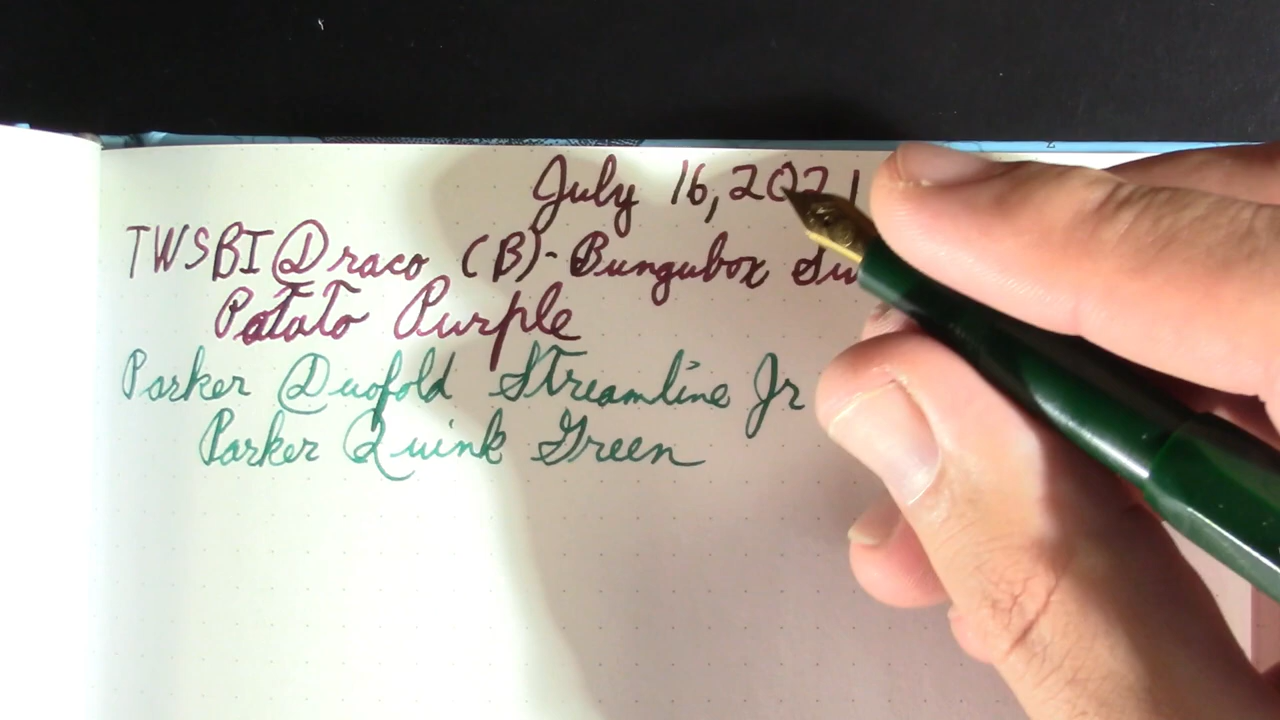 July 16, 2021
TWSBI Draco (B)- Bungubox
Potato Purple
Parker Duofold Streamline Jr
Parker Quink Green